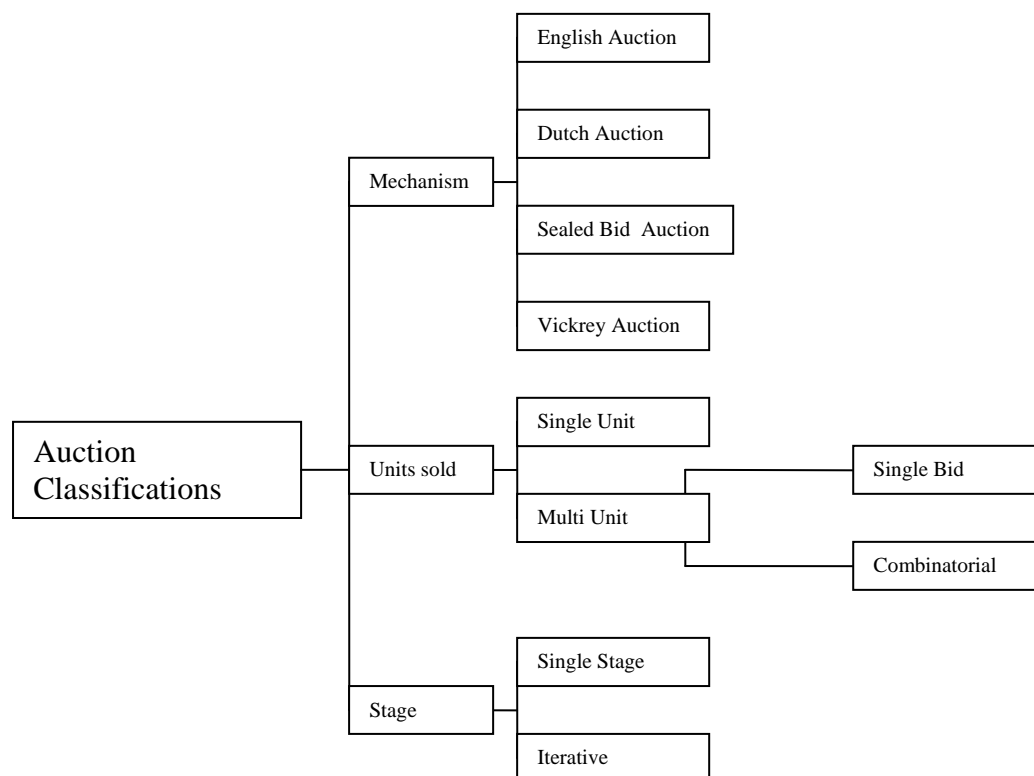 English Auction
Dutch Auction
Mechanism
Sealed Bid  Auction
Vickrey Auction
Single Unit
Auction
Classifications
Units sold
Single Bid
Multi Unit
Combinatorial
Single Stage
Stage
Iterative